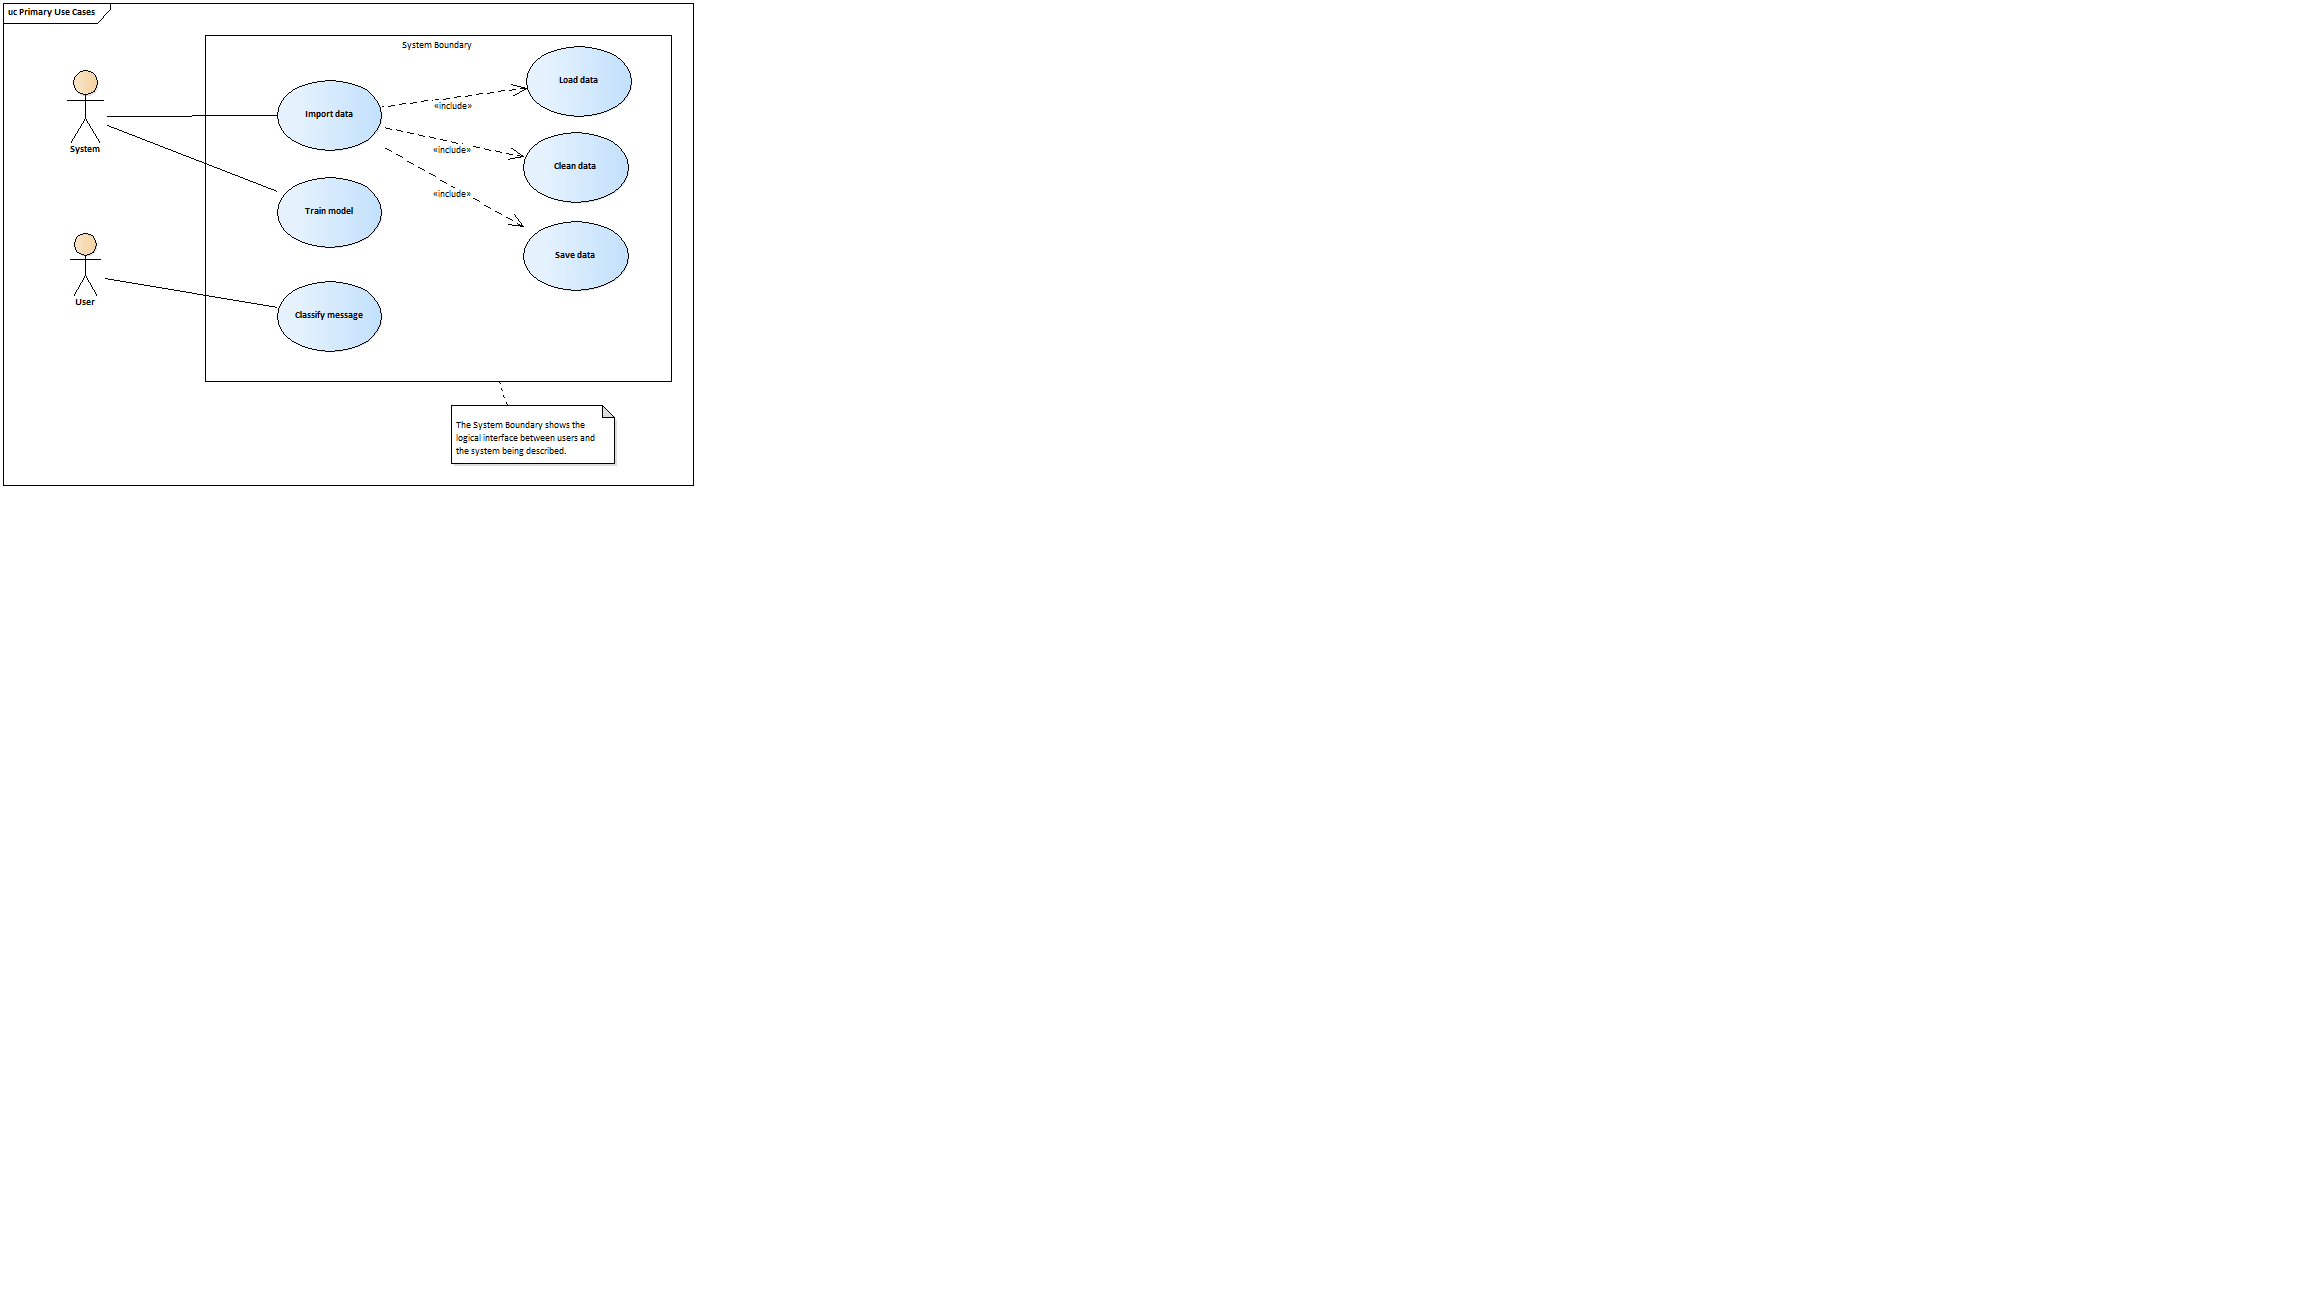 uc Primary Use Cases
System Boundary
Load data
«include»
Import data
System
«include»
Clean data
«include»
Train model
Save data
User
Classify message
The System Boundary shows the
logical interface between users and
the system being described.